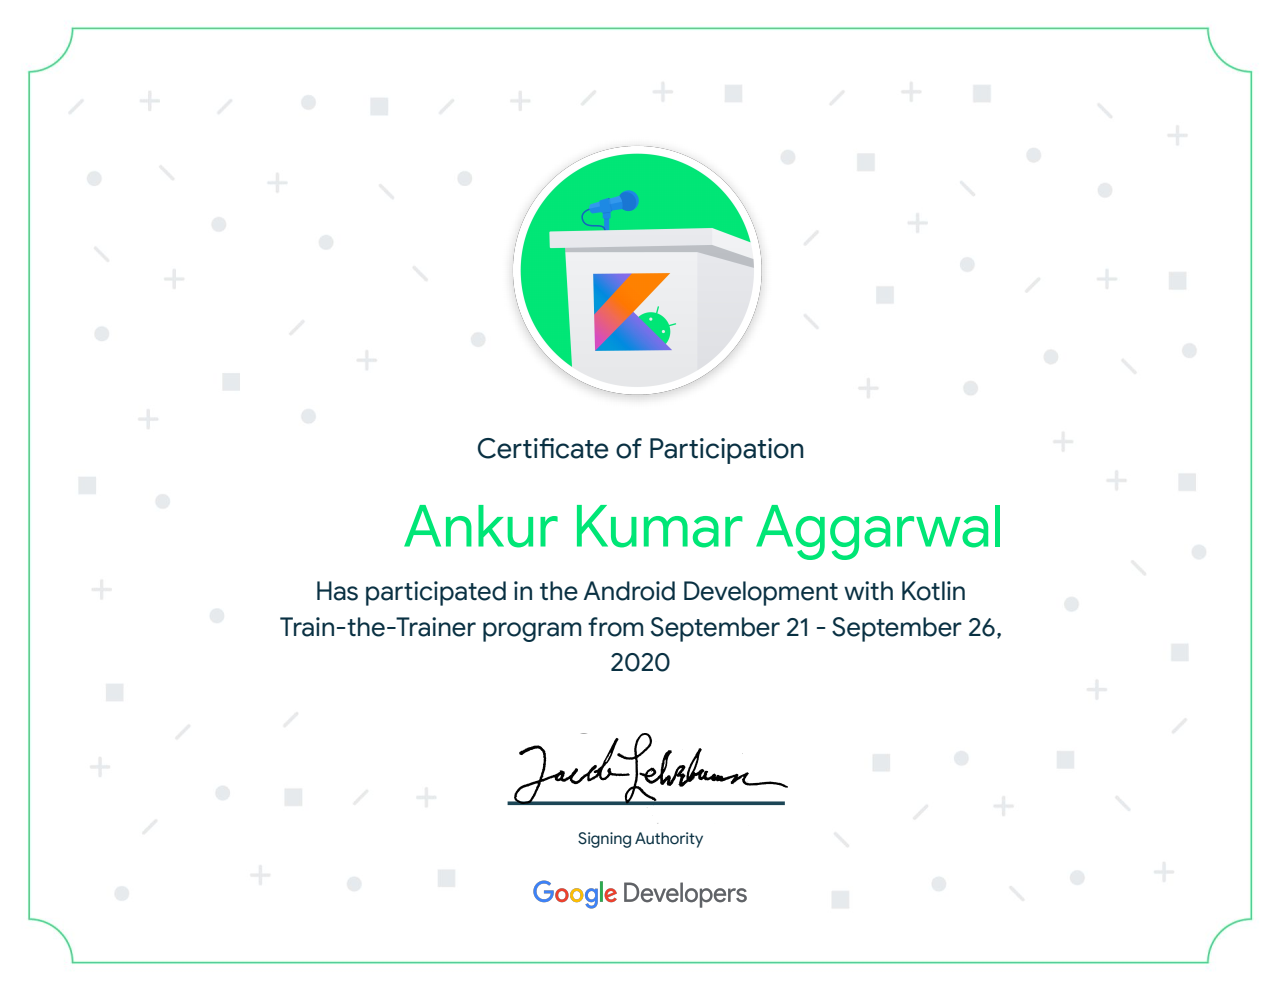 Certificate of Participation
Ankur Kumar Aggarwal
Has participated in the Android Development with Kotlin
Train-the-Trainer program from September 21 - September 26,
2020
Jacob Lehrbaum
Signing Authority
Google Developers